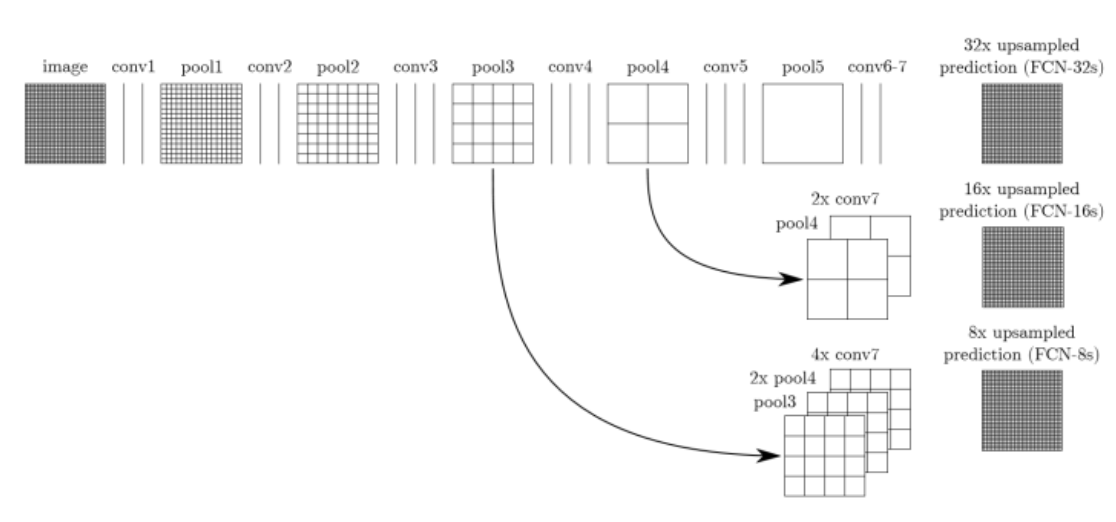 32x upsampled
image conv1 pool1 conv2 pool2 conv3 pool3 conv4 pool4 conv5 pool5 conv6-7 prediction (FCN-32s)
16x upsampled
2x conv7 prediction (FCN-16s)
pool4
8x upsampled
4x conv7 prediction (FCN-8s)
2x pool4
pool3